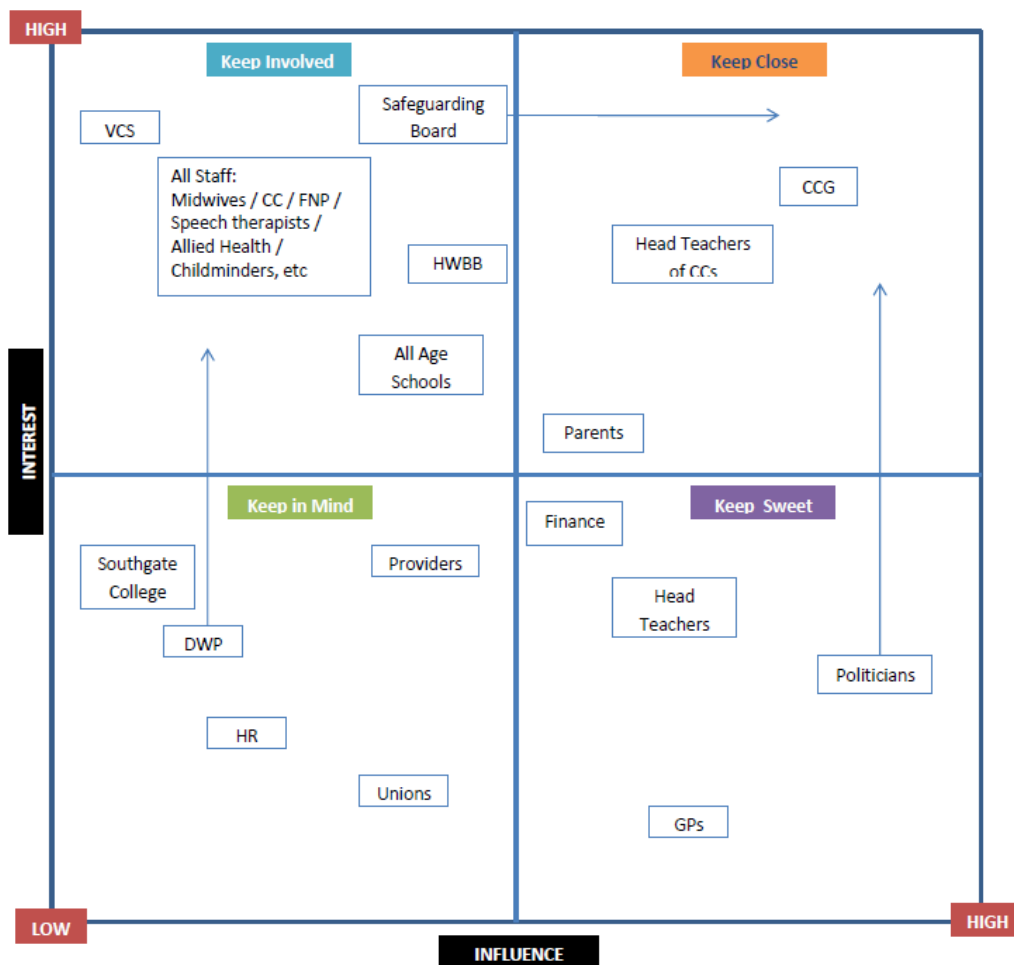 HIGH
Keep Involved
Keep Close
VCS
Safeguarding
Board
All Staff:
Midwives / CC / FNP /
Speech therapists /
Allied Health /
Childminders, etc
CCG
HWBB
Head Teachers
of CCs
All Age
Schools
INTEREST
Parents
Keep in Mind
Keep Sweet
Finance
Southgate
College
Providers
Head
Teachers
DWP
Politicians
HR
Unions
GPs
LOW
HIGH
INFLUENCE